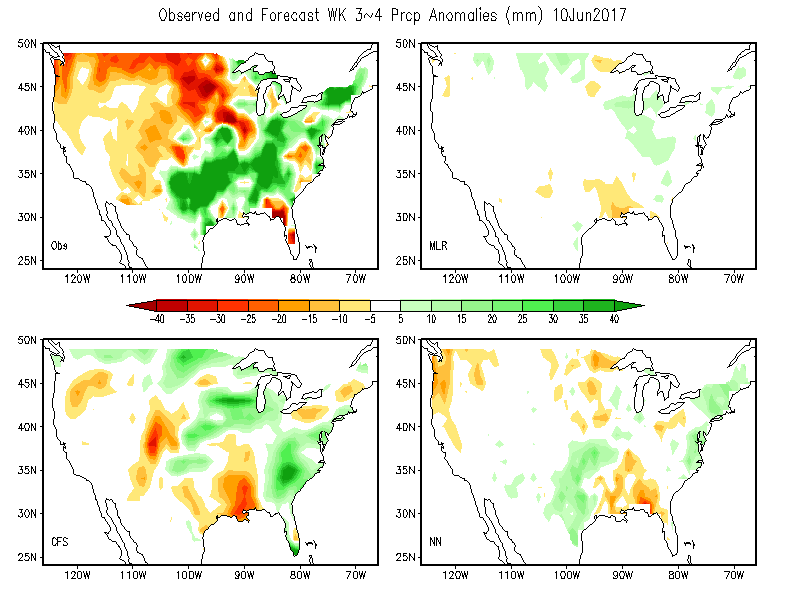 Observed and Forecast WK 3~4 Prcp Anomalies (mm) 10Jun2017
50N 50N
45N 45N
40N 40N
35N 35N
30N 30N
25N 25N
Obs MLR
120W 110W 100W 90W 80W 70W 120W 110W 100W 90W 80W 70W
-40 -35 -30 -25 -20 -15 -10 -5 5 10 15 20 25 30 35 40
50N 50N
45N 45N
40N 40N
35N 35N
30N 30N
25N 25N
CFS NN
120W 110W 100W 90W 80W 70W 120W 110W 100W 90W 80W 70W